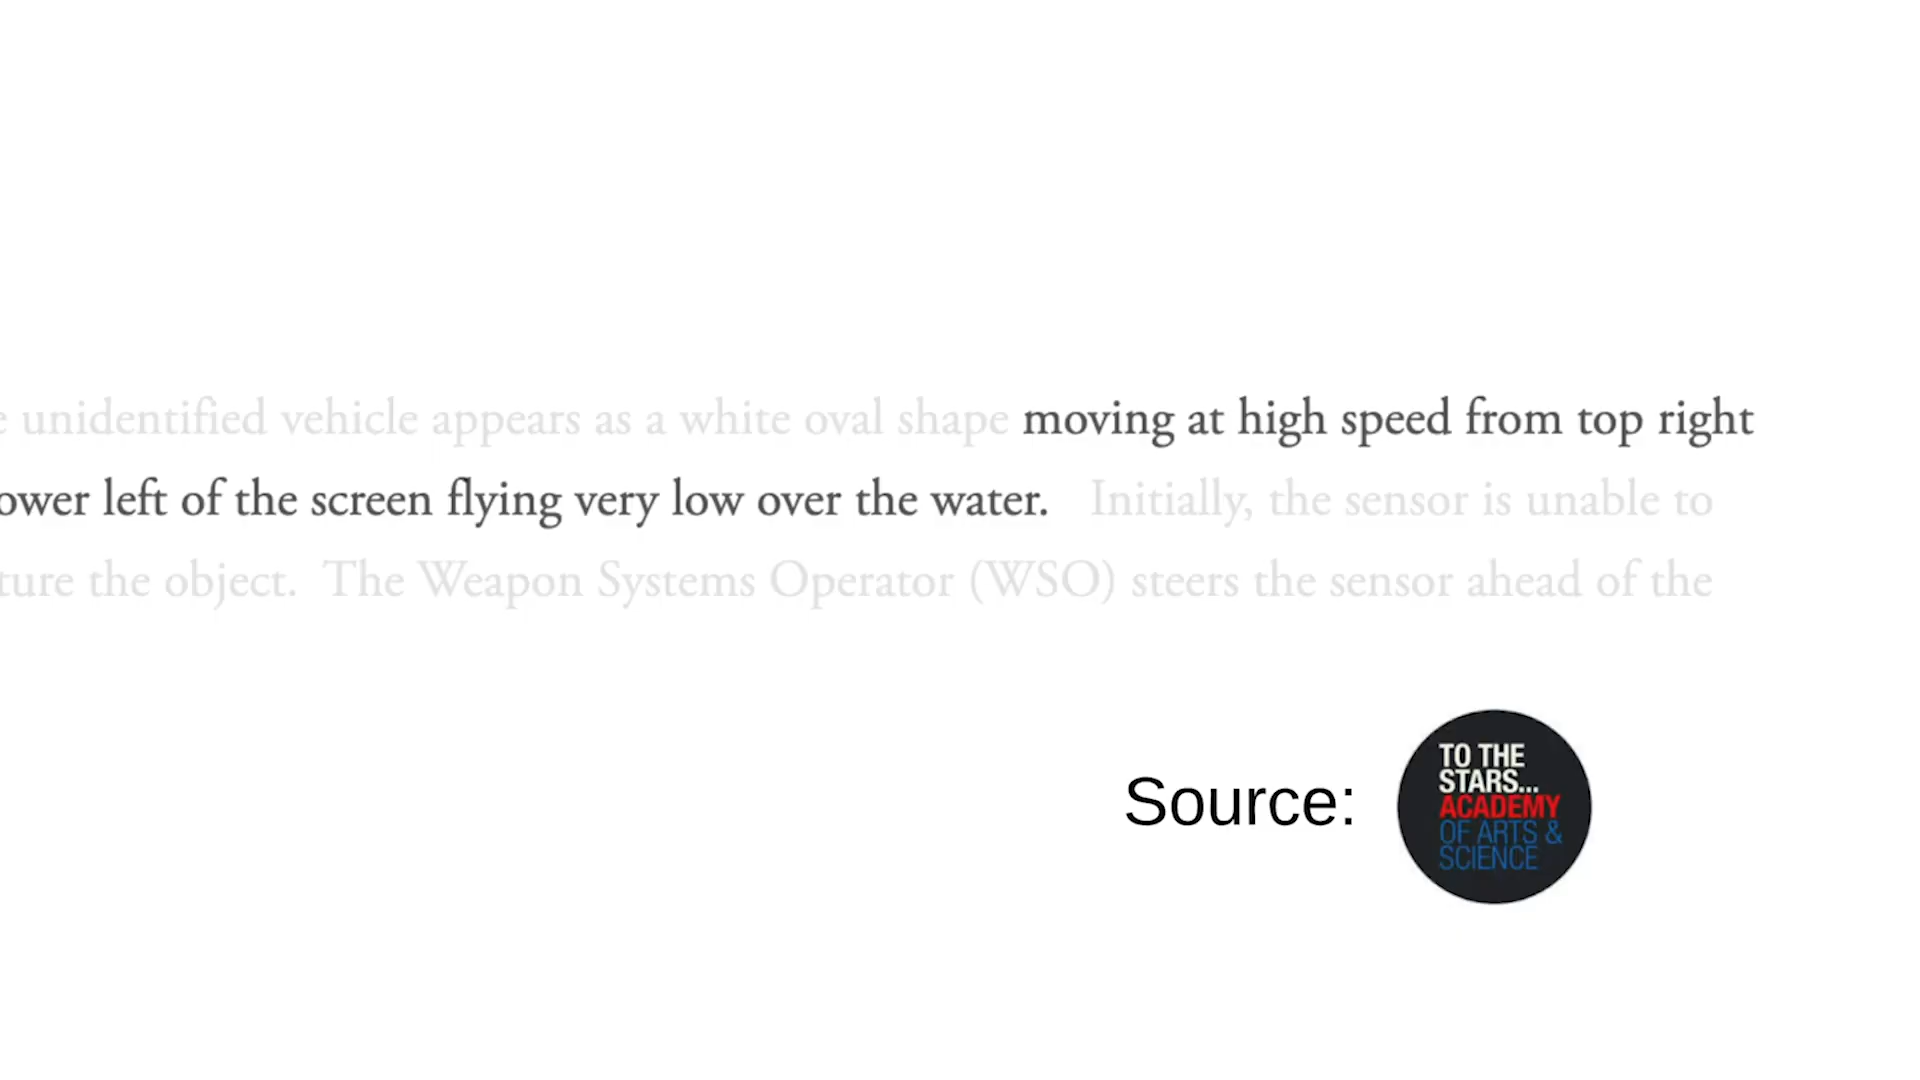 unidentified vehicle appears as a white oval shape moving at high speed from top right
ower left of the screen flying very low over the water. Initially, the sensor is unable to
ture the object. The Weapon Systems Operator (WSO) steers the sensor ahead of the
Source:
TO THE
STARS...
ACADEMY
OF ARTS &
SCIENCE